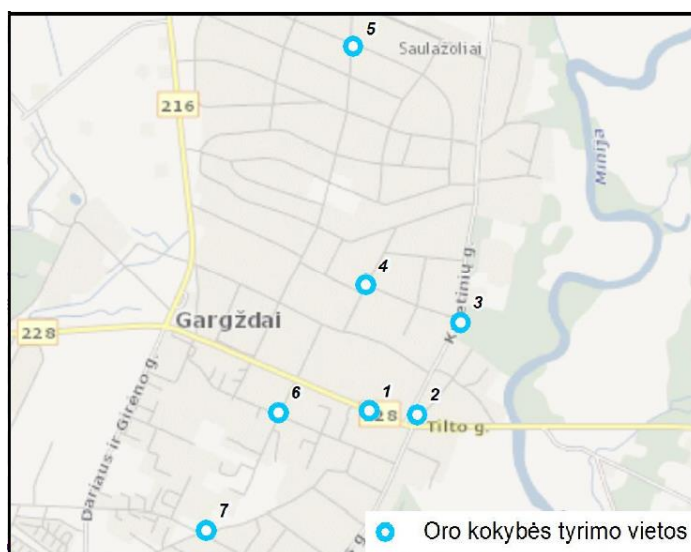 5
Saulažoliai
216
Minija
4
3
Gargždai
228
6
1
2
Tilto g.
Dariaus ir Girėno g.
7
Oro kokybės tyrimo vietos